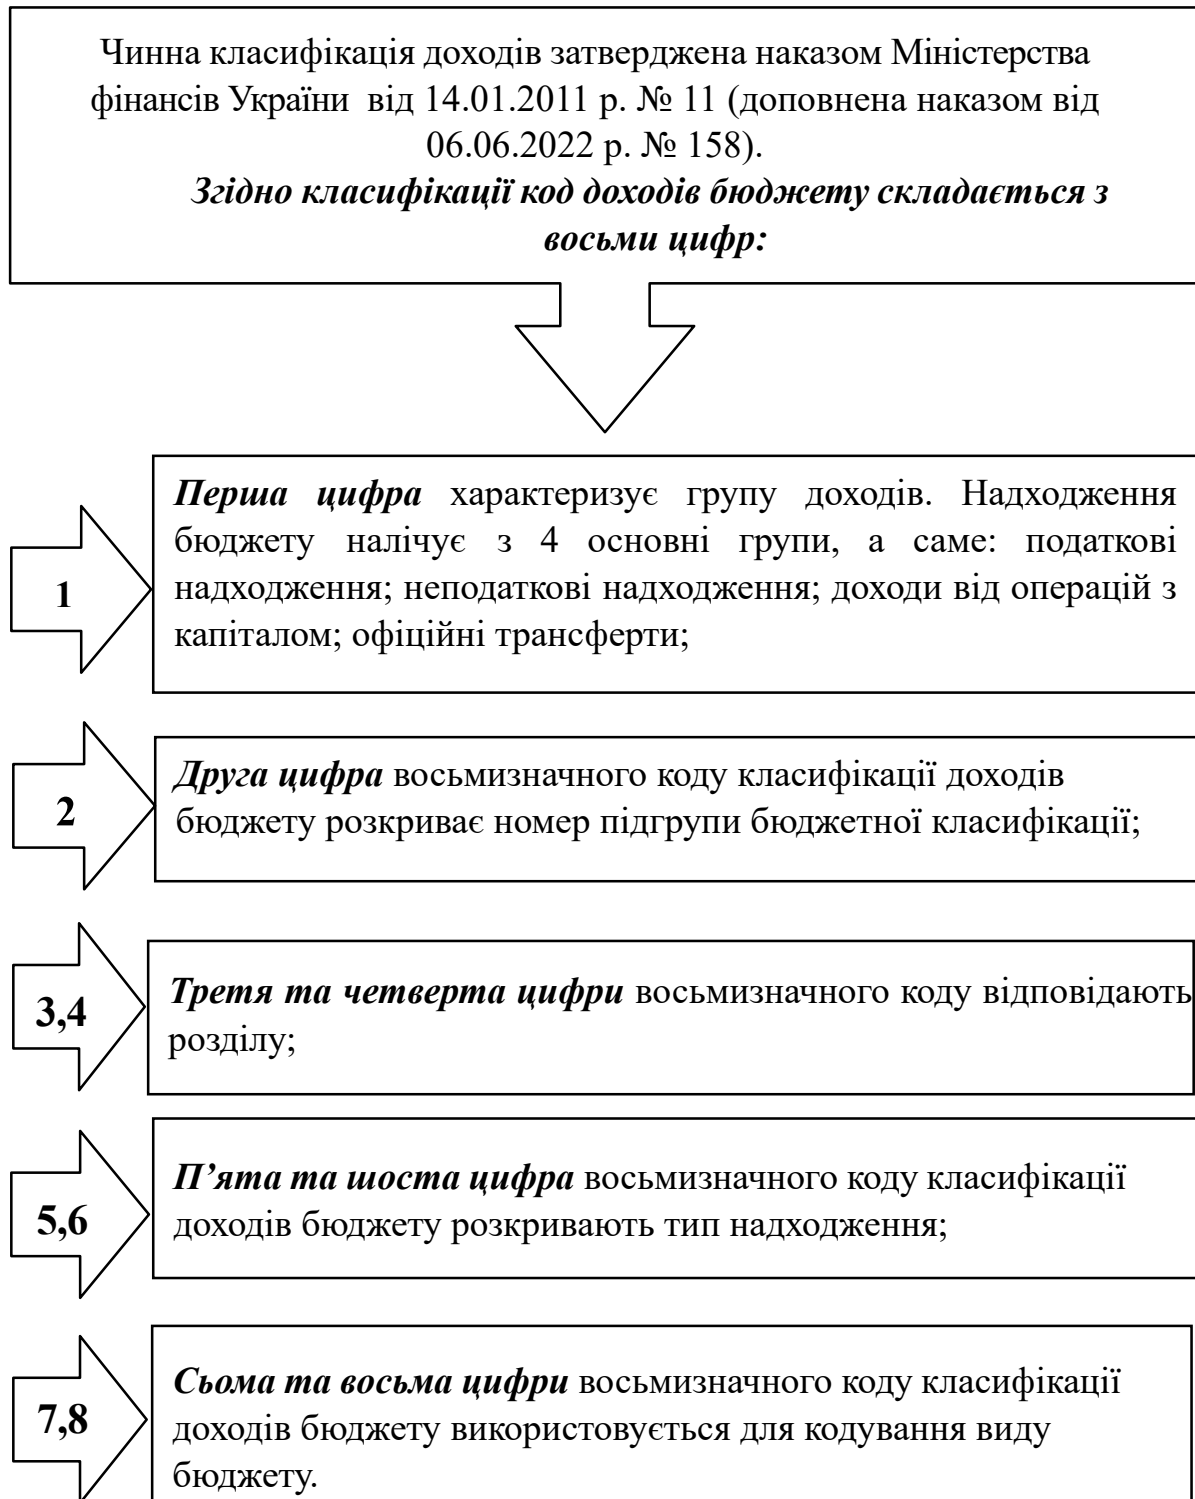 Чинна класифікація доходів затверджена наказом Міністерства
фінансів України від 14.01.2011 р. № 11 (доповнена наказом від
06.06.2022 р. № 158).
Згідно класифікації код доходів бюджету складається з
восьми цифр:
1
Перша цифра характеризує групу доходів. Надходження
бюджету налічує з 4 основні групи, а саме: податкові
надходження; неподаткові надходження; доходи від операцій з
капіталом; офіційні трансферти;
2
Друга цифра восьмизначного коду класифікації доходів
бюджету розкриває номер підгрупи бюджетної класифікації;
3,4
Третя та четверта цифри восьмизначного коду відповідають
розділу;
5,6
П’ята та шоста цифра восьмизначного коду класифікації
доходів бюджету розкривають тип надходження;
7,8
Сьома та восьма цифри восьмизначного коду класифікації
доходів бюджету використовується для кодування виду
бюджету.